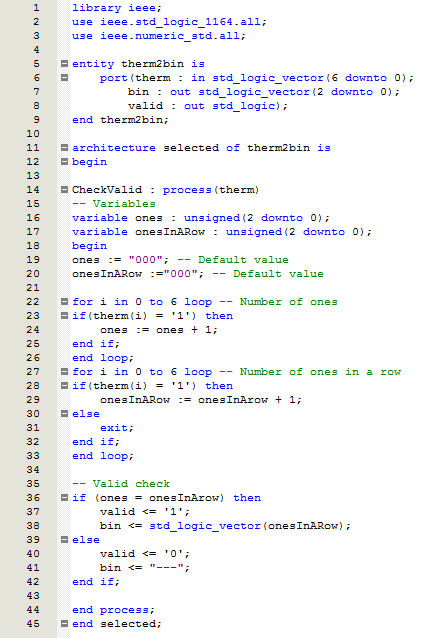 1 library ieee;
2 use ieee.std_logic_1164.all;
3 use ieee.numeric_std.all;
4
5 entity therm2bin is
6 port(therm : in std_logic_vector(6 downto 0);
7 bin : out std_logic_vector(2 downto 0);
8 valid : out std_logic);
9 end therm2bin;
10
11 architecture selected of therm2bin is
12 begin
13
14 CheckValid : process(therm)
15 -- Variables
16 variable ones : unsigned(2 downto 0);
17 variable onesInARow : unsigned(2 downto 0);
18 begin
19 ones := "000"; -- Default value
20 onesInARow :="000"; -- Default value
21
22 for i in 0 to 6 loop -- Number of ones
23 if(therm(i) = '1') then
24 ones := ones + 1;
25 end if;
26 end loop;
27 for i in 0 to 6 loop -- Number of ones in a row
28 if(therm(i) = '1') then
29 onesInARow := onesInArow + 1;
30 else
31 exit;
32 end if;
33 end loop;
34
35 -- Valid check
36 if (ones = onesInArow) then
37 valid <= '1';
38 bin <= std_logic_vector(onesInARow);
39 else
40 valid <= '0';
41 bin <= "---";
42 end if;
43
44 end process;
45 end selected;